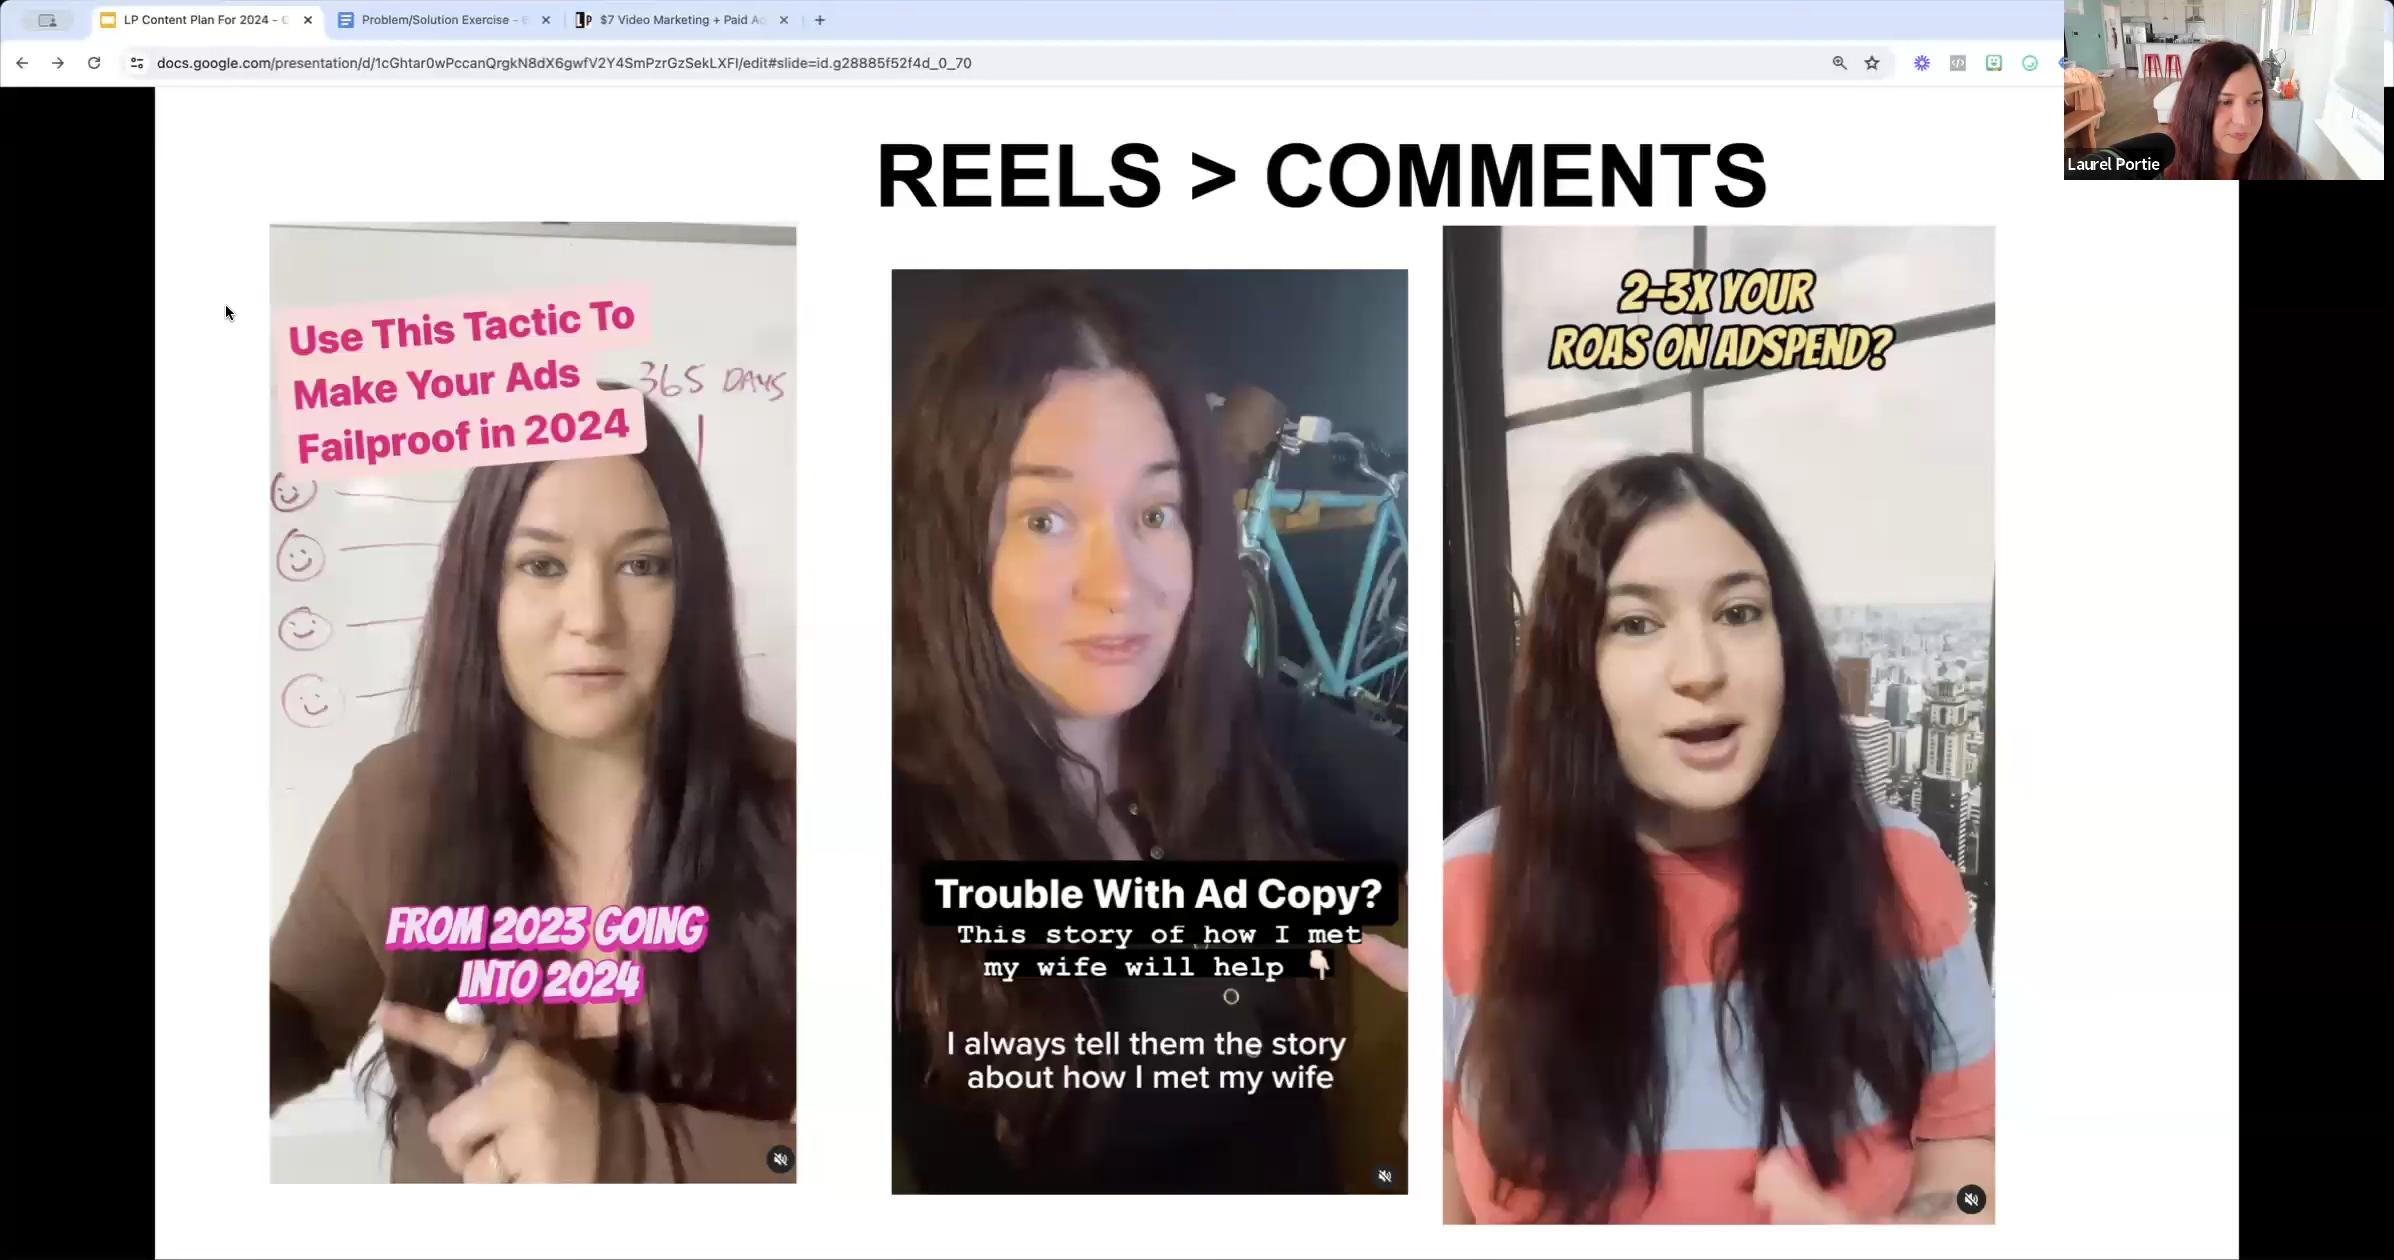 LP Content Plan For 2024 -
Problem/Solution Exercise -
$7 Video Marketing + Paid
docs.google.com/presentation/d/1cGhtar0wPccanQrgkN8dX6gwfV2Y4SmPzrGzSekLXFI/edit#slide=id.g28885f52f4d_0_70
Laurel Portie
REELS > COMMENTS
Use This Tactic To
Make Your Ads
Failproof in 2024
365 DAYS
FROM 2023 GOING
INTO 2024
Trouble With Ad Copy?
This story of how I met
my wife will help 👇🏻
I always tell them the story
about how I met my wife
2-3X YOUR
ROAS ON ADSPEND?